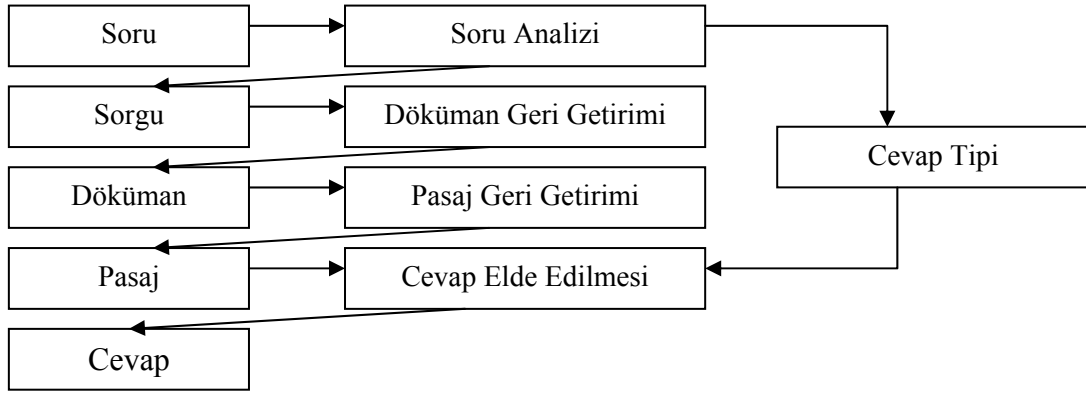 Soru
Soru Analizi
Sorgu
Döküman Geri Getirimi
Cevap Tipi
Döküman
Pasaj Geri Getirimi
Pasaj
Cevap Elde Edilmesi
Cevap